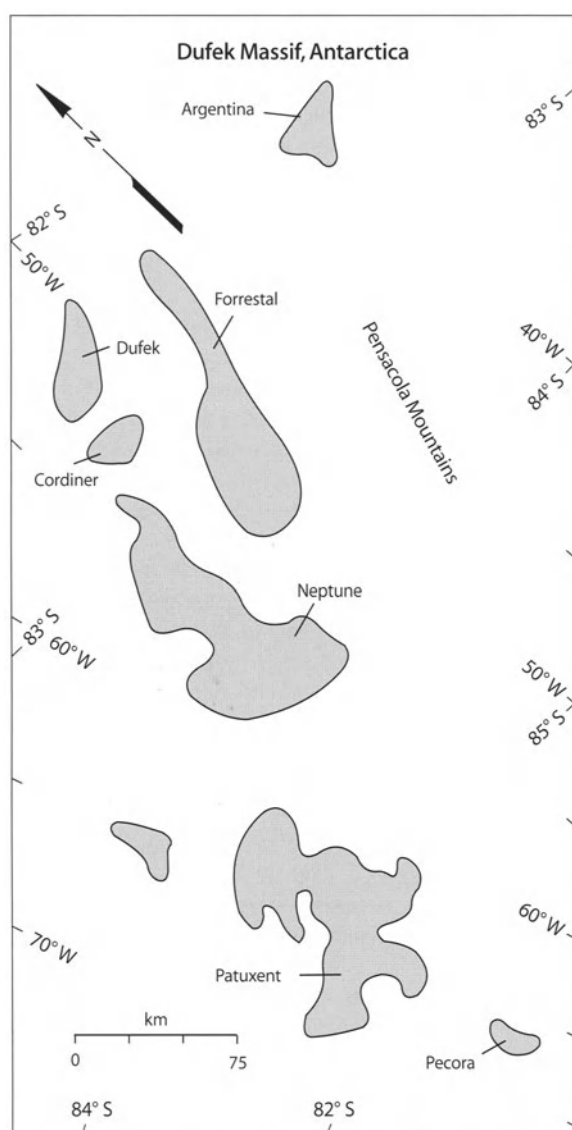 Dufek Massif, Antarctica
Argentina
83° S
N
82° S
50° W
Forrestal
Dufek
Pensacola Mountains
40° W
84° S
Cordiner
Neptune
83° S
60° W
50° W
85° S
70° W
60° W
Patuxent
km
0 75
Pecora
84° S 82° S